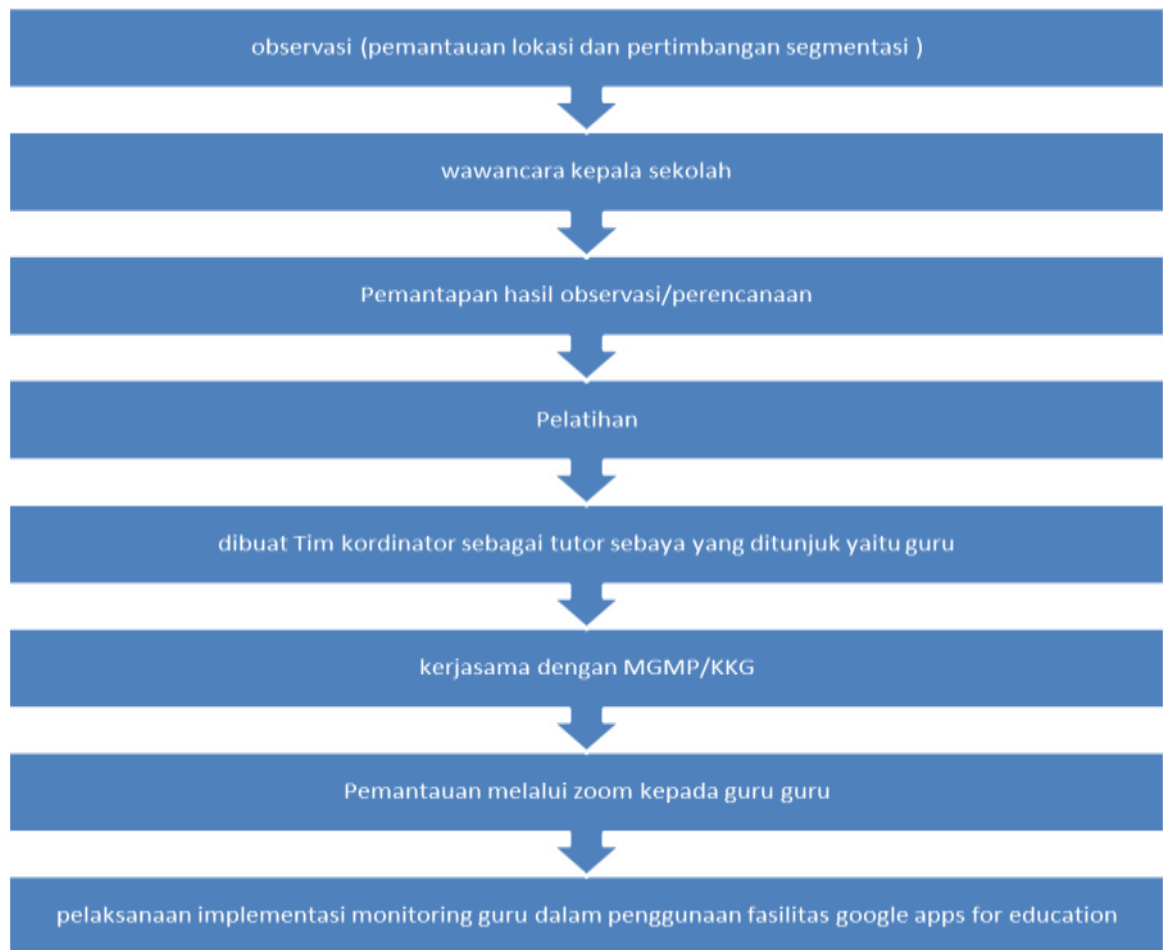 observasi (pemantauan lokasi dan pertimbangan segmentasi )
wawancara kepala sekolah
Pemantapan hasil observasi/perencanaan
Pelatihan
dibuat Tim kordinator sebagai tutor sebaya yang ditunjuk yaitu guru
kerjasama dengan MGMP/KKG
Pemantauan melalui zoom kepada guru guru
pelaksanaan implementasi monitoring guru dalam penggunaan fasilitas google apps for education